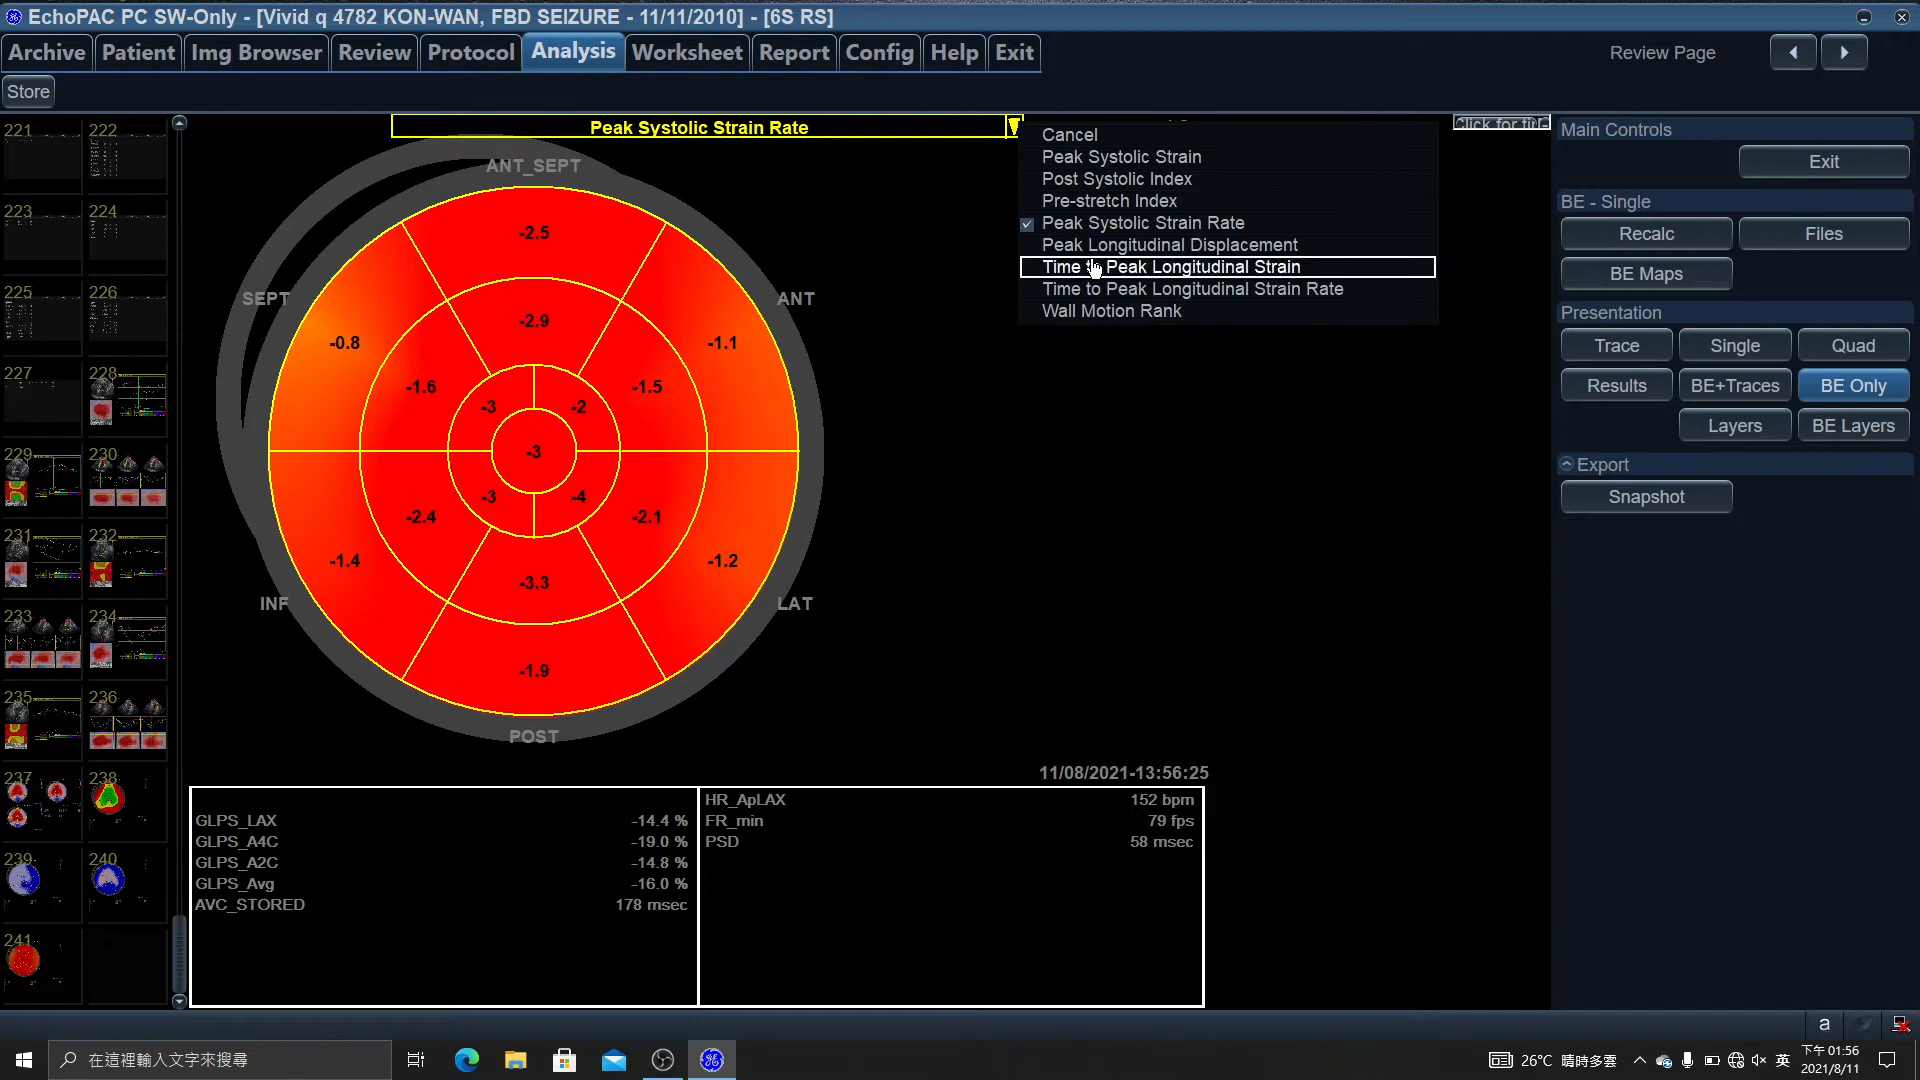 EchoPAC PC SW-Only - [Vivid q 4782 KON-WAN, FBD SEIZURE - 11/11/2010] - [6S RS]
Archive Patient Img Browser Review Protocol Analysis Worksheet Report Config Help Exit
Review Page
Store
Peak Systolic Strain Rate
Cancel
Peak Systolic Strain
Post Systolic Index
Pre-stretch Index
Peak Systolic Strain Rate
Peak Longitudinal Displacement
Time to Peak Longitudinal Strain
Time to Peak Longitudinal Strain Rate
Wall Motion Rank
Main Controls
Exit
BE - Single
Recalc Files
BE Maps
Presentation
Trace Single Quad
Results BE+Traces BE Only
Layers BE Layers
Export
Snapshot
221 222
223 224
225 226
227 228
229 230
231 232
233 234
235 236
237 238
239 240
241
ANT_SEPT
SEPT ANT
INF LAT
POST
-2.5
-2.9
-0.8 -1.1
-1.6 -1.5
-3 -2
-3
-3 -4
-2.4 -2.1
-1.4 -1.2
-3.3
-1.9
11/08/2021-13:56:25
GLPS_LAX -14.4 %
GLPS_A4C -19.0 %
GLPS_A2C -14.8 %
GLPS_Avg -16.0 %
AVC_STORED 178 msec
HR_ApLAX 152 bpm
FR_min 79 fps
PSD 58 msec
a
在這裡輸入文字來搜尋
26°C 晴時多雲
英
下午 01:56
2021/8/11